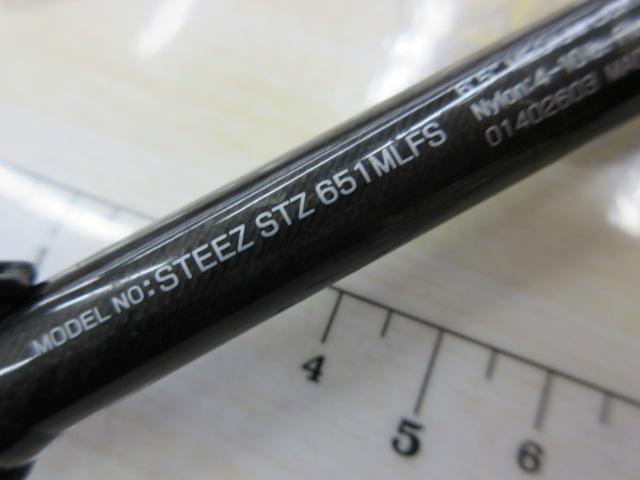 MODEL NO:STEEZ STZ 651MLFS
Nylon:4-10
01402603
4
5
6